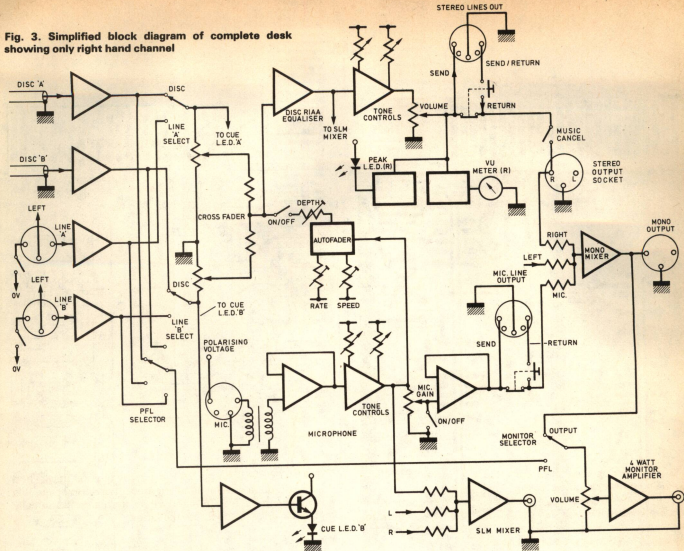 Fig. 3. Simplified block diagram of complete desk
showing only right hand channel
STEREO LINES OUT
SEND / RETURN
SEND
RETURN
DISC 'A'
DISC
LINE
'A'
SELECT
TO CUE
L.E.D. 'A'
DISC RIAA
EQUALISER
TONE
CONTROLS
TO SLM
MIXER
VOLUME
MUSIC
CANCEL
DISC 'B'
PEAK
L.E.D. (R)
VU
METER (R)
R
L
STEREO
OUTPUT
SOCKET
LEFT
LINE
'A'
CROSS FADER
DEPTH
ON/OFF
AUTOFADER
RATE
SPEED
0V
LEFT
LINE
'B'
0V
DISC
TO CUE
L.E.D. 'B'
LINE
'B'
SELECT
RIGHT
LEFT
MIC.
MONO
MIXER
MONO
OUTPUT
MIC. LINE
OUTPUT
SEND
RETURN
POLARISING
VOLTAGE
MIC.
PFL
SELECTOR
TONE
CONTROLS
MICROPHONE
MIC.
GAIN
ON/OFF
MONITOR
SELECTOR
OUTPUT
PFL
4 WATT
MONITOR
AMPLIFIER
VOLUME
L
R
SLM MIXER
CUE L.E.D. 'B'